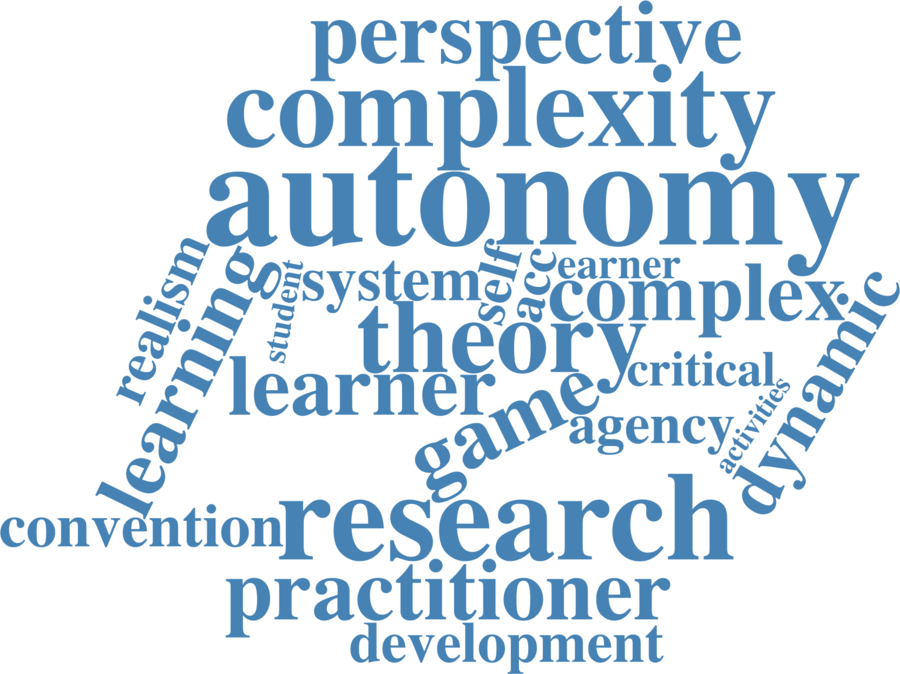 perspective
complexity
autonomy
realism
learning
student
system
self
acc
earner
complex
theory
learner
critical
game
agency
activities
dynamic
convention
research
practitioner
development